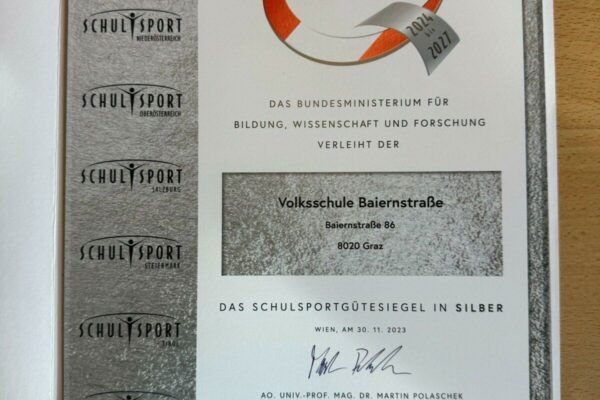 SCHULSPORT
NIEDERÖSTERREICH
SCHULSPORT
OBERÖSTERREICH
SCHULSPORT
SALZBURG
SCHULSPORT
STEIERMARK
SCHULSPORT
TIROL
2024
bis
2027
DAS BUNDESMINISTERIUM FÜR
BILDUNG, WISSENSCHAFT UND FORSCHUNG
VERLEIHT DER
Volksschule Baiernstraße
Baiernstraße 86
8020 Graz
DAS SCHULSPORTGÜTESIEGEL IN SILBER
WIEN, AM 30. 11. 2023
AO. UNIV.-PROF. MAG. DR. MARTIN POLASCHEK